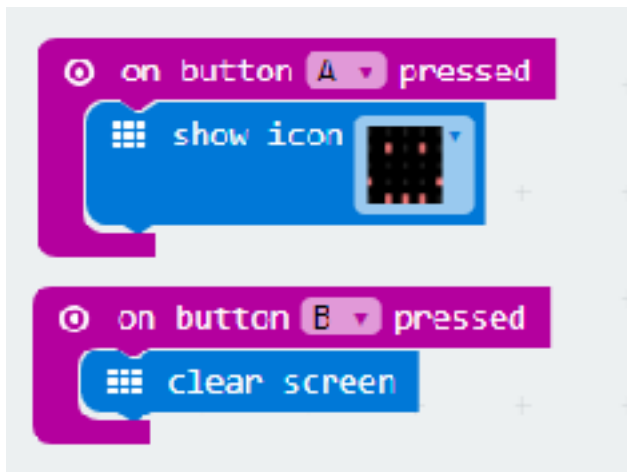 on button A pressed
show icon
on button B pressed
clear screen